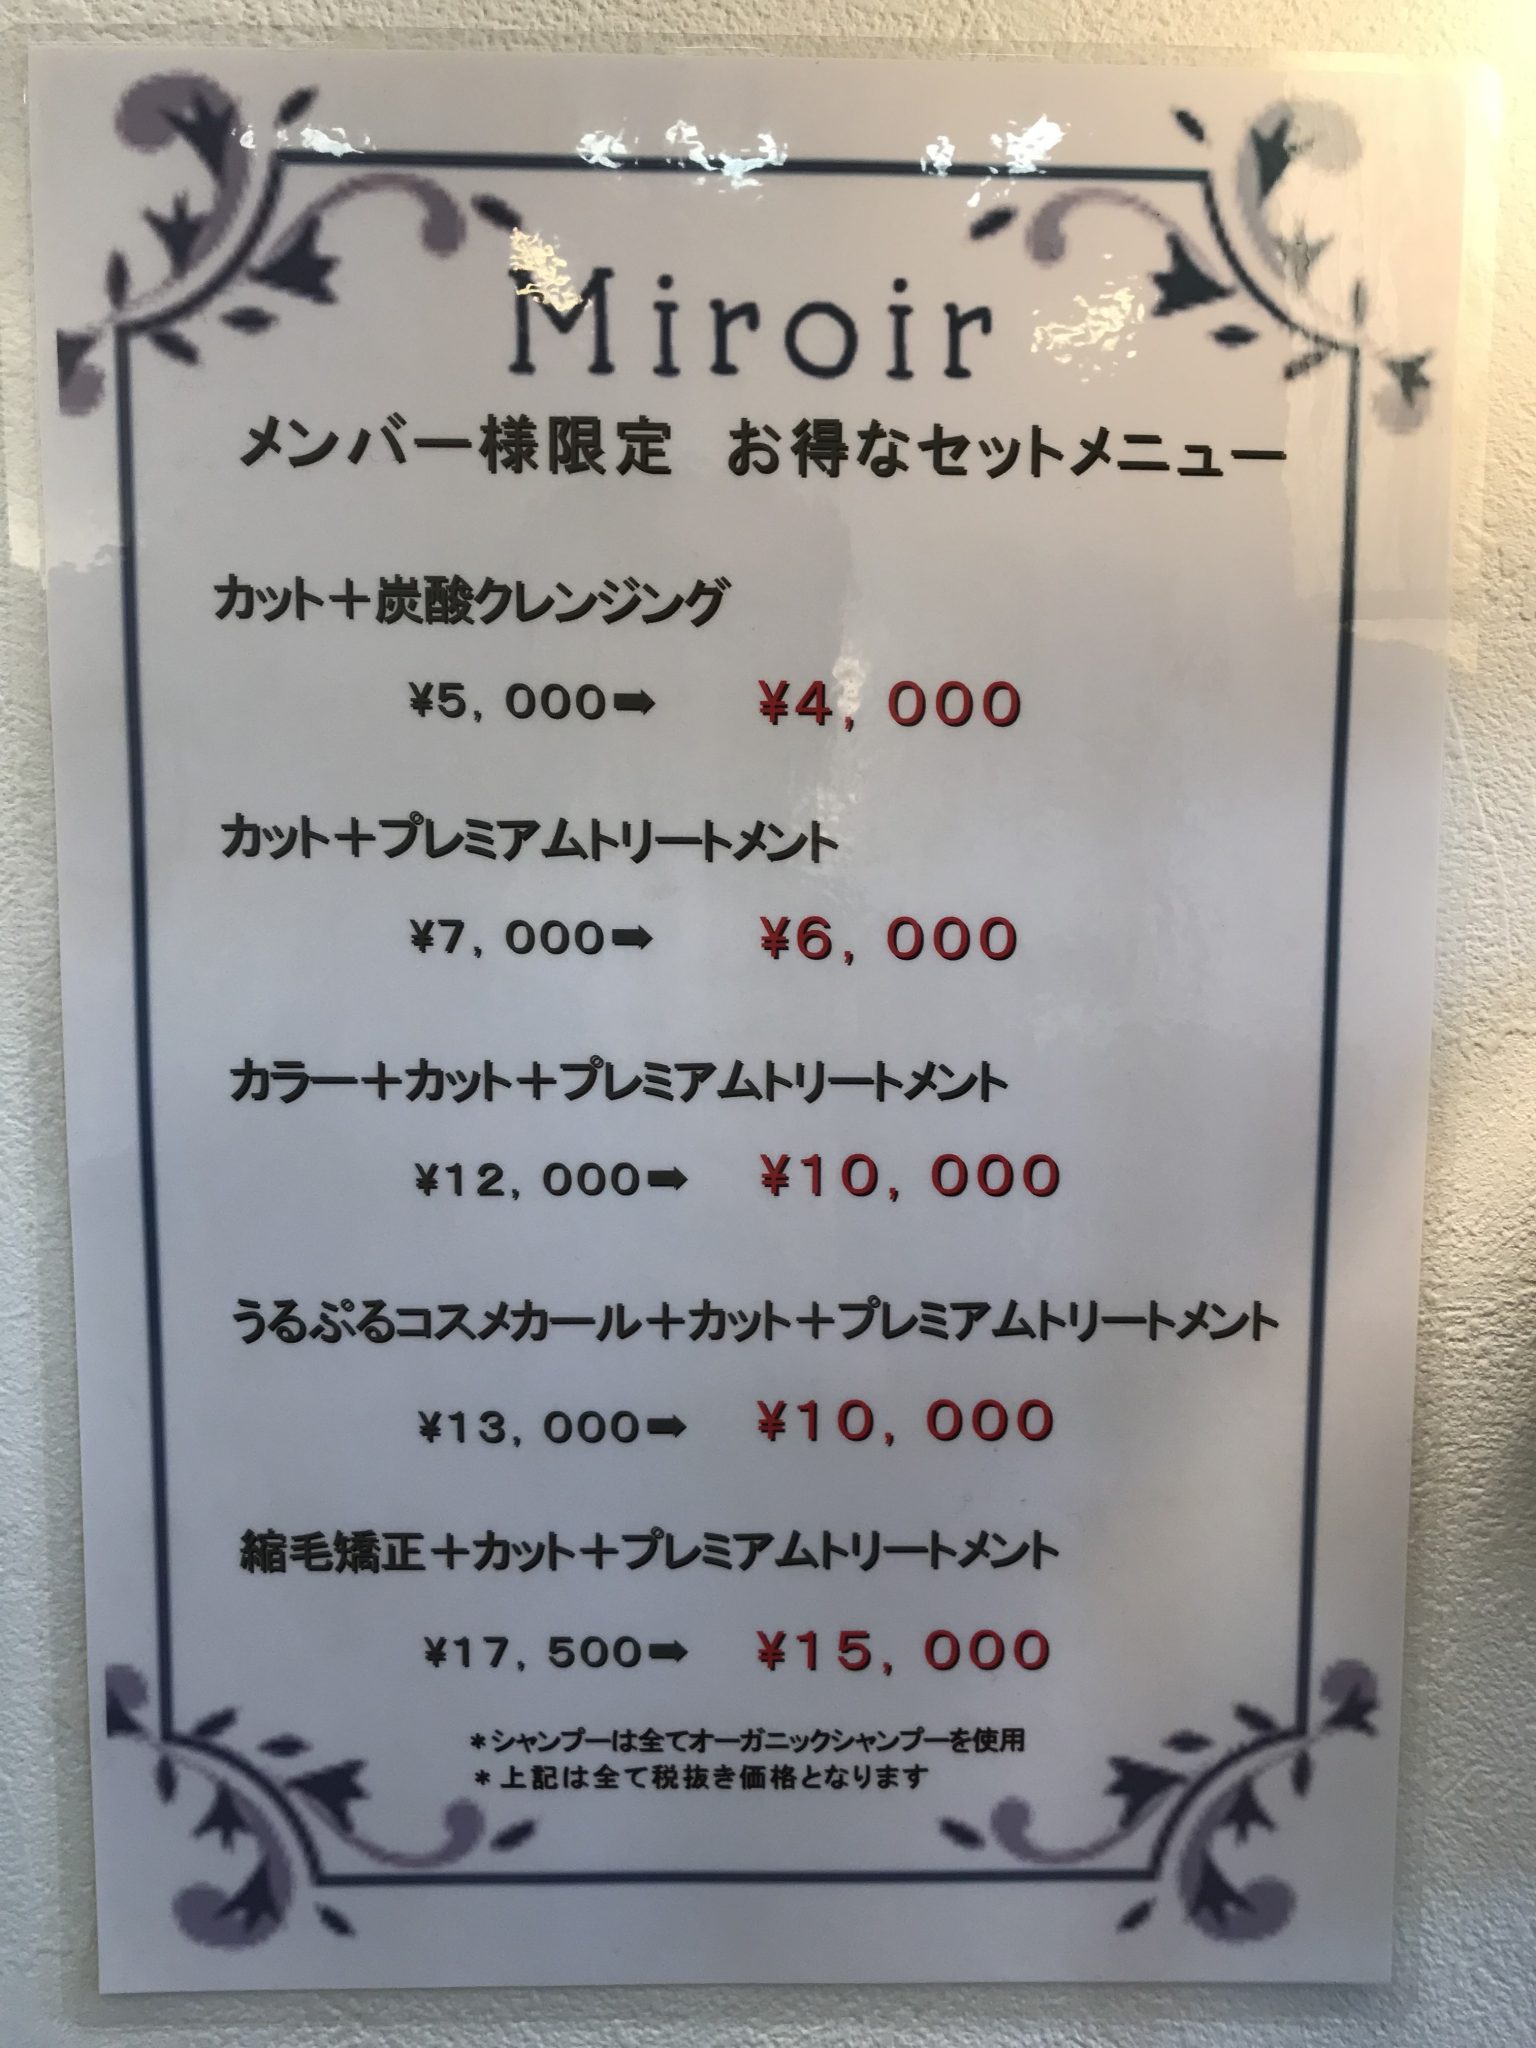 Miroir
メンバー様限定　お得なセットメニュー
カット＋炭酸クレンジング
¥5，000➡　¥4，000
カット＋プレミアムトリートメント
¥7，000➡　¥6，000
カラー＋カット＋プレミアムトリートメント
¥12，000➡　¥10，000
うるぷるコスメカール＋カット＋プレミアムトリートメント
¥13，000➡　¥10，000
縮毛矯正＋カット＋プレミアムトリートメント
¥17，500➡　¥15，000
＊シャンプーは全てオーガニックシャンプーを使用
＊上記は全て税抜き価格となります